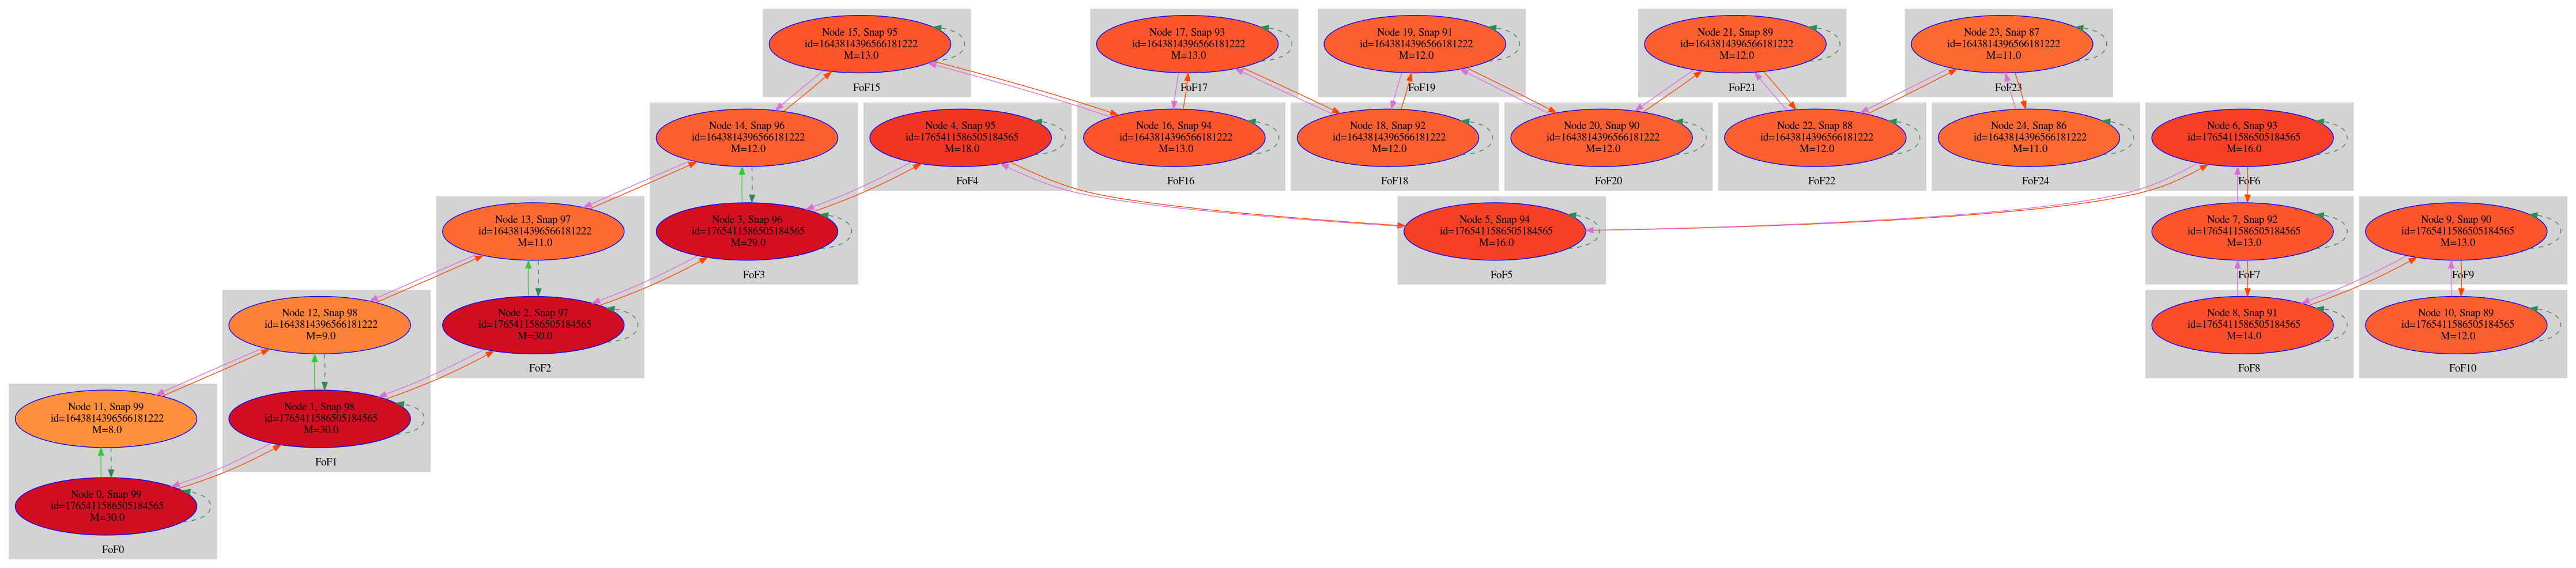 Node 15, Snap 95
id=1643814396566181222
M=13.0
FoF15
Node 17, Snap 93
id=1643814396566181222
M=13.0
FoF17
Node 19, Snap 91
id=1643814396566181222
M=12.0
FoF19
Node 21, Snap 89
id=1643814396566181222
M=12.0
FoF21
Node 23, Snap 87
id=1643814396566181222
M=11.0
FoF23
Node 14, Snap 96
id=1643814396566181222
M=12.0
Node 4, Snap 95
id=1765411586505184565
M=18.0
FoF4
Node 16, Snap 94
id=1643814396566181222
M=13.0
FoF16
Node 18, Snap 92
id=1643814396566181222
M=12.0
FoF18
Node 20, Snap 90
id=1643814396566181222
M=12.0
FoF20
Node 22, Snap 88
id=1643814396566181222
M=12.0
FoF22
Node 24, Snap 86
id=1643814396566181222
M=11.0
FoF24
Node 6, Snap 93
id=1765411586505184565
M=16.0
FoF6
Node 13, Snap 97
id=1643814396566181222
M=11.0
Node 3, Snap 96
id=1765411586505184565
M=29.0
FoF3
Node 5, Snap 94
id=1765411586505184565
M=16.0
FoF5
Node 7, Snap 92
id=1765411586505184565
M=13.0
FoF7
Node 9, Snap 90
id=1765411586505184565
M=13.0
FoF9
Node 12, Snap 98
id=1643814396566181222
M=9.0
Node 2, Snap 97
id=1765411586505184565
M=30.0
FoF2
Node 8, Snap 91
id=1765411586505184565
M=14.0
FoF8
Node 10, Snap 89
id=1765411586505184565
M=12.0
FoF10
Node 11, Snap 99
id=1643814396566181222
M=8.0
Node 1, Snap 98
id=1765411586505184565
M=30.0
FoF1
Node 0, Snap 99
id=1765411586505184565
M=30.0
FoF0